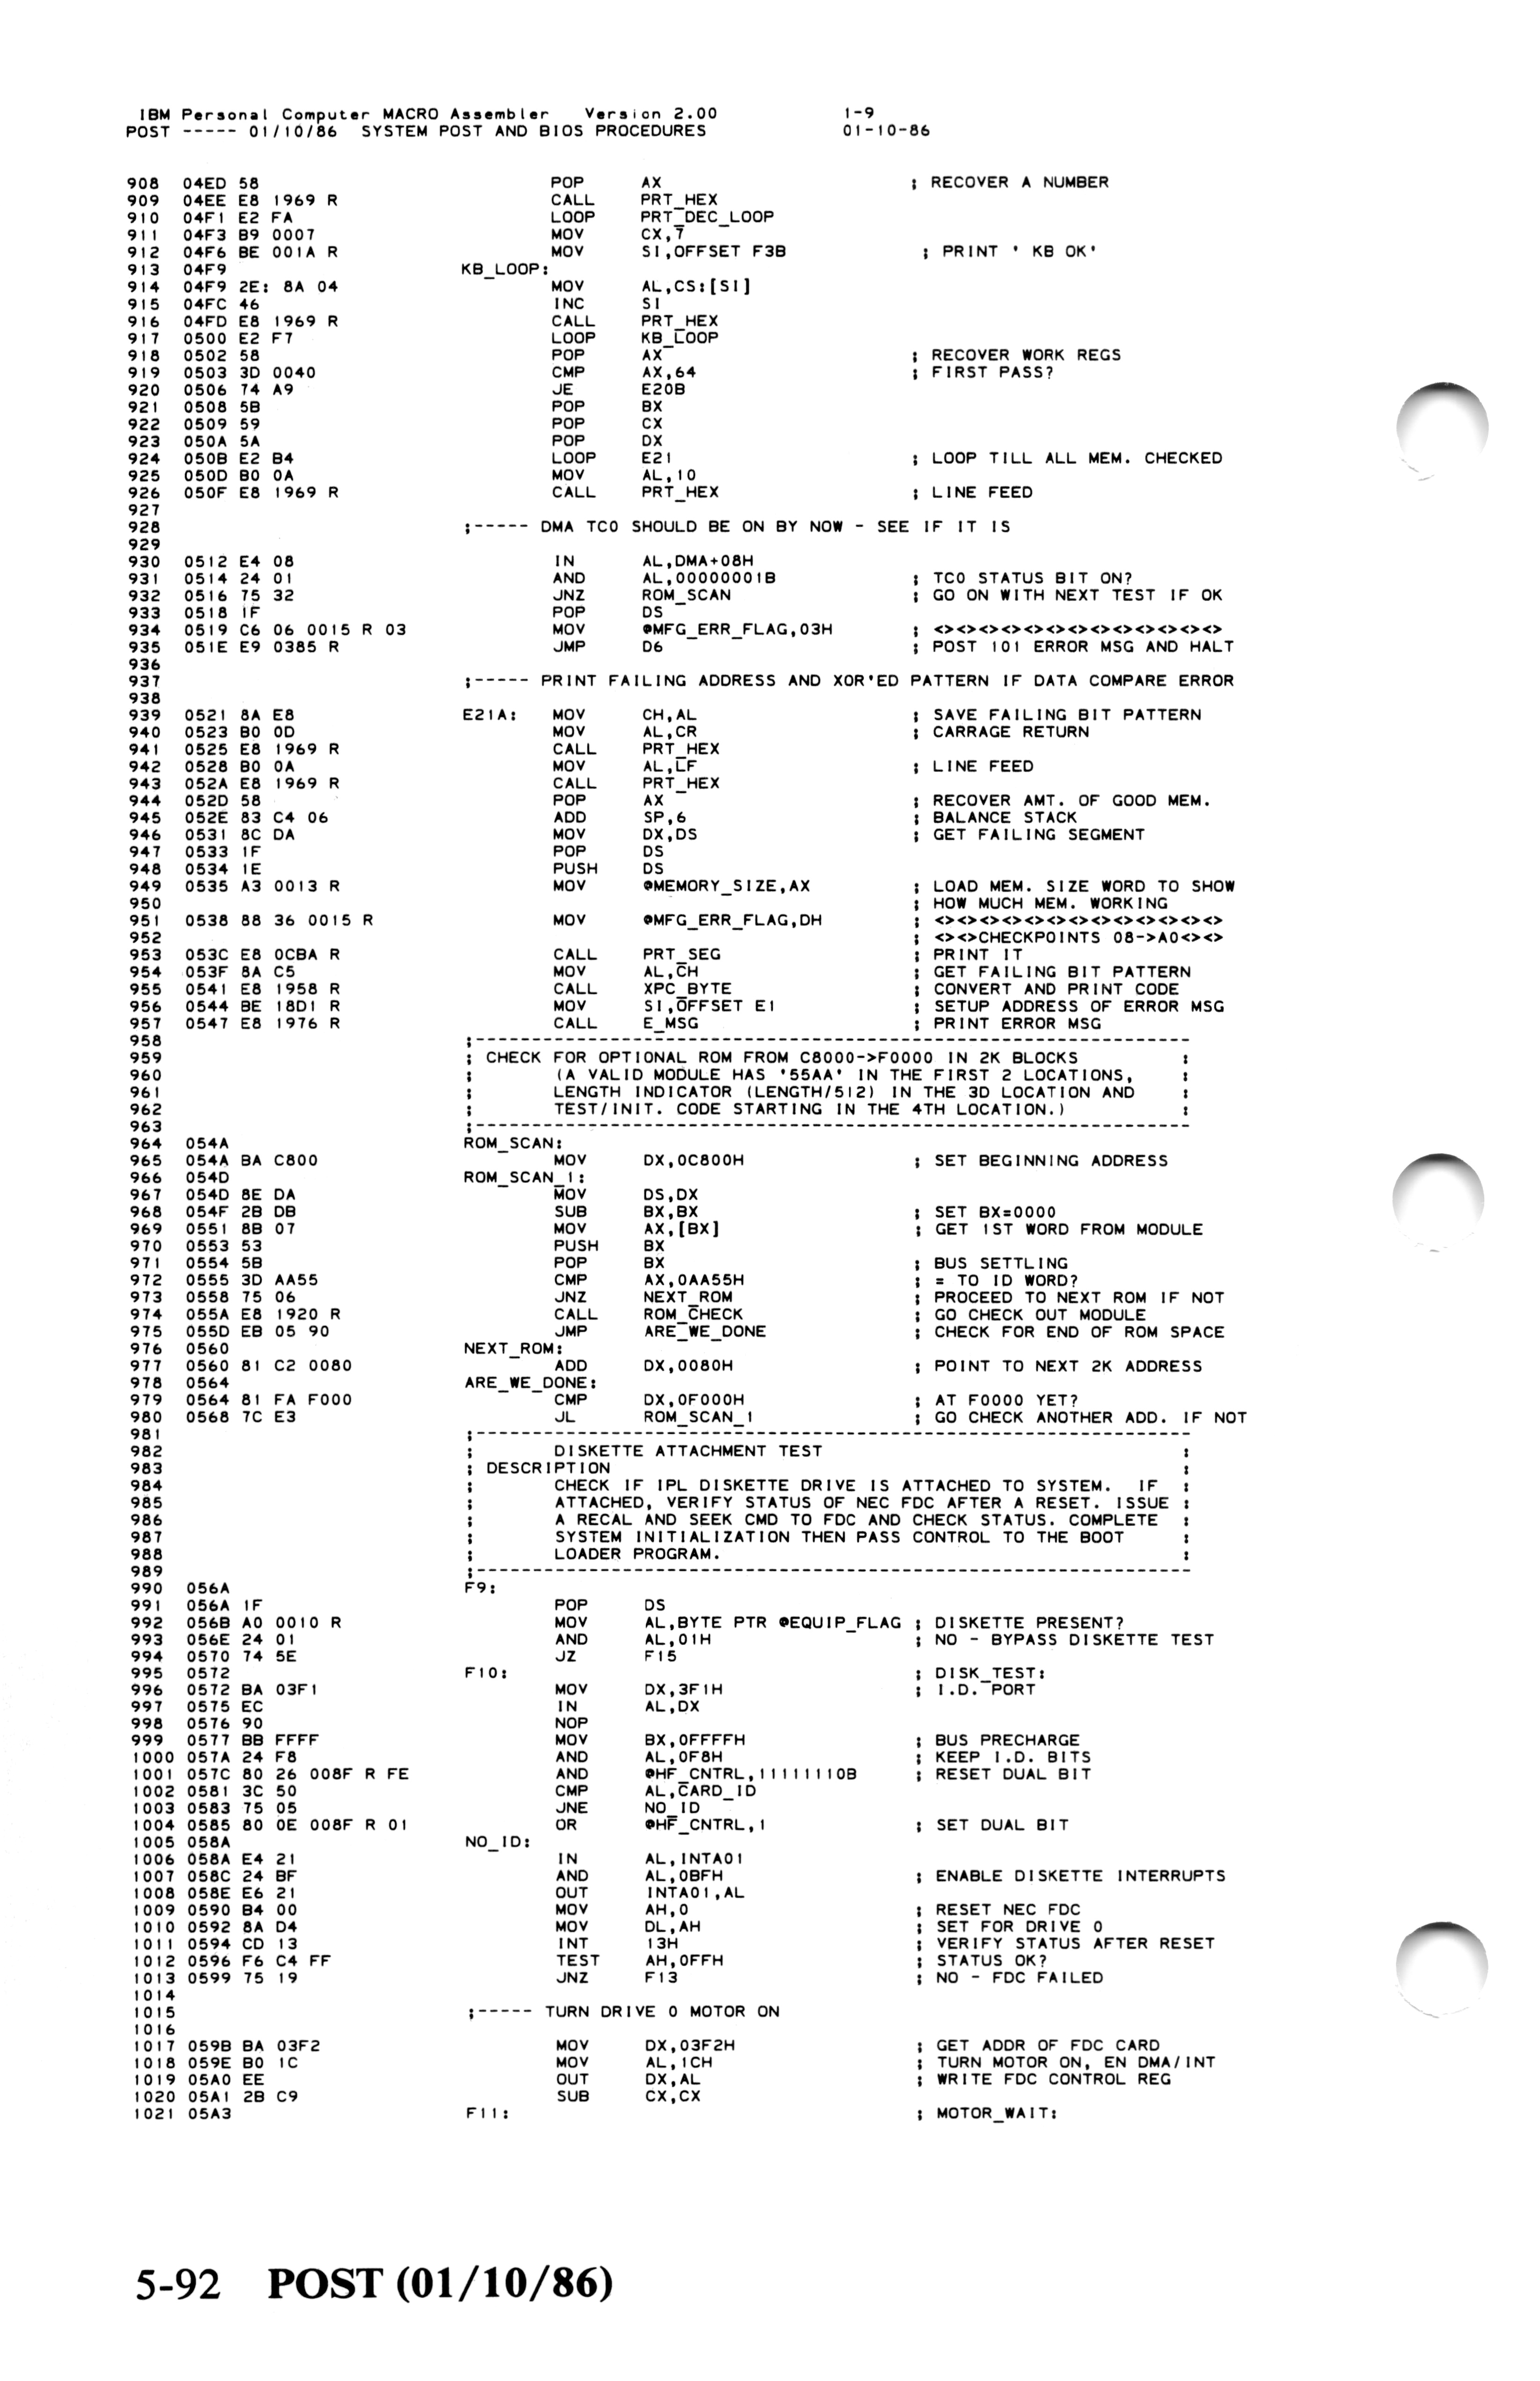 IBM Personal Computer MACRO Assembler   Version 2.00          1-9
POST ----- 01/10/86  SYSTEM POST AND BIOS PROCEDURES          01-10-86
908  04ED 58                    POP     AX                      ; RECOVER A NUMBER
909  04EE E8 1969 R             CALL    PRT_HEX
910  04F1 E2 FA                 LOOP    PRT_DEC_LOOP
911  04F3 B9 0007               MOV     CX,7
912  04F6 BE 001A R             MOV     SI,OFFSET F3B           ; PRINT ' KB OK'
913  04F9               KB_LOOP:
914  04F9 2E: 8A 04             MOV     AL,CS:[SI]
915  04FC 46                    INC     SI
916  04FD E8 1969 R             CALL    PRT_HEX
917  0500 E2 F7                 LOOP    KB_LOOP
918  0502 58                    POP     AX                      ; RECOVER WORK REGS
919  0503 3D 0040               CMP     AX,64                   ; FIRST PASS?
920  0506 74 A9                 JE      E20B
921  0508 5B                    POP     BX
922  0509 59                    POP     CX
923  050A 5A                    POP     DX
924  050B E2 B4                 LOOP    E21                     ; LOOP TILL ALL MEM. CHECKED
925  050D B0 0A                 MOV     AL,10
926  050F E8 1969 R             CALL    PRT_HEX                 ; LINE FEED
927
928                     ;----- DMA TC0 SHOULD BE ON BY NOW - SEE IF IT IS
929
930  0512 E4 08                 IN      AL,DMA+08H
931  0514 24 01                 AND     AL,00000001B            ; TC0 STATUS BIT ON?
932  0516 75 32                 JNZ     ROM_SCAN                ; GO ON WITH NEXT TEST IF OK
933  0518 1F                    POP     DS
934  0519 C6 06 0015 R 03       MOV     @MFG_ERR_FLAG,03H       ; <><><><><><><><><><><><><>
935  051E E9 0385 R             JMP     D6                      ; POST 101 ERROR MSG AND HALT
936
937                     ;----- PRINT FAILING ADDRESS AND XOR'ED PATTERN IF DATA COMPARE ERROR
938
939  0521 8A E8         E21A:   MOV     CH,AL                   ; SAVE FAILING BIT PATTERN
940  0523 B0 0D                 MOV     AL,CR                   ; CARRAGE RETURN
941  0525 E8 1969 R             CALL    PRT_HEX
942  0528 B0 0A                 MOV     AL,LF                   ; LINE FEED
943  052A E8 1969 R             CALL    PRT_HEX
944  052D 58                    POP     AX                      ; RECOVER AMT. OF GOOD MEM.
945  052E 83 C4 06              ADD     SP,6                    ; BALANCE STACK
946  0531 8C DA                 MOV     DX,DS                   ; GET FAILING SEGMENT
947  0533 1F                    POP     DS
948  0534 1E                    PUSH    DS
949  0535 A3 0013 R             MOV     @MEMORY_SIZE,AX         ; LOAD MEM. SIZE WORD TO SHOW
950                                                             ; HOW MUCH MEM. WORKING
951  0538 88 36 0015 R          MOV     @MFG_ERR_FLAG,DH        ; <><><><><><><><><><><><><>
952                                                             ; <><>CHECKPOINTS 08->A0<><>
953  053C E8 0CBA R             CALL    PRT_SEG                 ; PRINT IT
954  053F 8A C5                 MOV     AL,CH                   ; GET FAILING BIT PATTERN
955  0541 E8 1958 R             CALL    XPC_BYTE                ; CONVERT AND PRINT CODE
956  0544 BE 18D1 R             MOV     SI,OFFSET E1            ; SETUP ADDRESS OF ERROR MSG
957  0547 E8 1976 R             CALL    E_MSG                   ; PRINT ERROR MSG
958                     ;---------------------------------------------------------------
959                     ; CHECK FOR OPTIONAL ROM FROM C8000->F0000 IN 2K BLOCKS         :
960                     ;       (A VALID MODULE HAS '55AA' IN THE FIRST 2 LOCATIONS,    :
961                     ;       LENGTH INDICATOR (LENGTH/512) IN THE 3D LOCATION AND    :
962                     ;       TEST/INIT. CODE STARTING IN THE 4TH LOCATION.)          :
963                     ;---------------------------------------------------------------
964  054A               ROM_SCAN:
965  054A BA C800               MOV     DX,0C800H               ; SET BEGINNING ADDRESS
966  054D               ROM_SCAN_1:
967  054D 8E DA                 MOV     DS,DX
968  054F 2B DB                 SUB     BX,BX                   ; SET BX=0000
969  0551 8B 07                 MOV     AX,[BX]                 ; GET 1ST WORD FROM MODULE
970  0553 53                    PUSH    BX
971  0554 5B                    POP     BX                      ; BUS SETTLING
972  0555 3D AA55               CMP     AX,0AA55H               ; = TO ID WORD?
973  0558 75 06                 JNZ     NEXT_ROM                ; PROCEED TO NEXT ROM IF NOT
974  055A E8 1920 R             CALL    ROM_CHECK               ; GO CHECK OUT MODULE
975  055D EB 05 90              JMP     ARE_WE_DONE             ; CHECK FOR END OF ROM SPACE
976  0560               NEXT_ROM:
977  0560 81 C2 0080            ADD     DX,0080H                ; POINT TO NEXT 2K ADDRESS
978  0564               ARE_WE_DONE:
979  0564 81 FA F000            CMP     DX,0F000H               ; AT F0000 YET?
980  0568 7C E3                 JL      ROM_SCAN_1              ; GO CHECK ANOTHER ADD. IF NOT
981                     ;---------------------------------------------------------------
982                     ;       DISKETTE ATTACHMENT TEST                                :
983                     ; DESCRIPTION                                                   :
984                     ;       CHECK IF IPL DISKETTE DRIVE IS ATTACHED TO SYSTEM.  IF  :
985                     ;       ATTACHED, VERIFY STATUS OF NEC FDC AFTER A RESET. ISSUE :
986                     ;       A RECAL AND SEEK CMD TO FDC AND CHECK STATUS. COMPLETE  :
987                     ;       SYSTEM INITIALIZATION THEN PASS CONTROL TO THE BOOT     :
988                     ;       LOADER PROGRAM.                                         :
989                     ;---------------------------------------------------------------
990  056A               F9:
991  056A 1F                    POP     DS
992  056B A0 0010 R             MOV     AL,BYTE PTR @EQUIP_FLAG ; DISKETTE PRESENT?
993  056E 24 01                 AND     AL,01H                  ; NO - BYPASS DISKETTE TEST
994  0570 74 5E                 JZ      F15
995  0572               F10:                                    ; DISK_TEST:
996  0572 BA 03F1               MOV     DX,3F1H                 ; I.D. PORT
997  0575 EC                    IN      AL,DX
998  0576 90                    NOP
999  0577 BB FFFF               MOV     BX,0FFFFH               ; BUS PRECHARGE
1000 057A 24 F8                 AND     AL,0F8H                 ; KEEP I.D. BITS
1001 057C 80 26 008F R FE       AND     @HF_CNTRL,11111110B     ; RESET DUAL BIT
1002 0581 3C 50                 CMP     AL,CARD_ID
1003 0583 75 05                 JNE     NO_ID
1004 0585 80 0E 008F R 01       OR      @HF_CNTRL,1             ; SET DUAL BIT
1005 058A               NO_ID:
1006 058A E4 21                 IN      AL,INTA01
1007 058C 24 BF                 AND     AL,0BFH                 ; ENABLE DISKETTE INTERRUPTS
1008 058E E6 21                 OUT     INTA01,AL
1009 0590 B4 00                 MOV     AH,0                    ; RESET NEC FDC
1010 0592 8A D4                 MOV     DL,AH                   ; SET FOR DRIVE 0
1011 0594 CD 13                 INT     13H                     ; VERIFY STATUS AFTER RESET
1012 0596 F6 C4 FF              TEST    AH,0FFH                 ; STATUS OK?
1013 0599 75 19                 JNZ     F13                     ; NO - FDC FAILED
1014
1015                    ;----- TURN DRIVE 0 MOTOR ON
1016
1017 059B BA 03F2               MOV     DX,03F2H                ; GET ADDR OF FDC CARD
1018 059E B0 1C                 MOV     AL,1CH                  ; TURN MOTOR ON, EN DMA/INT
1019 05A0 EE                    OUT     DX,AL                   ; WRITE FDC CONTROL REG
1020 05A1 2B C9                 SUB     CX,CX
1021 05A3               F11:                                    ; MOTOR_WAIT:
5-92   POST (01/10/86)